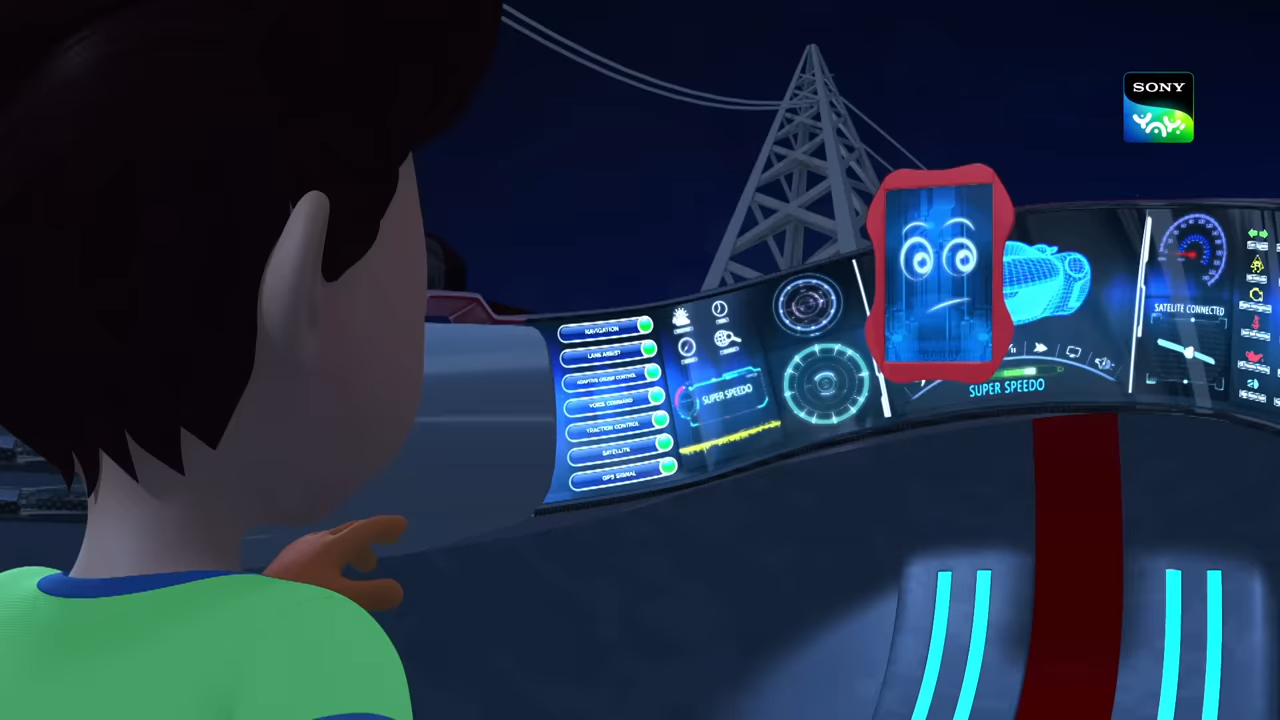 SONY
YAY!
NAVIGATION
LANE ASSIST
ADAPTIVE CRUISE CONTROL
VOICE COMMAND
TRACTION CONTROL
SATELLITE
GPS SIGNAL
SUPER SPEEDO
SUPER SPEEDO
SATELITE CONNECTED